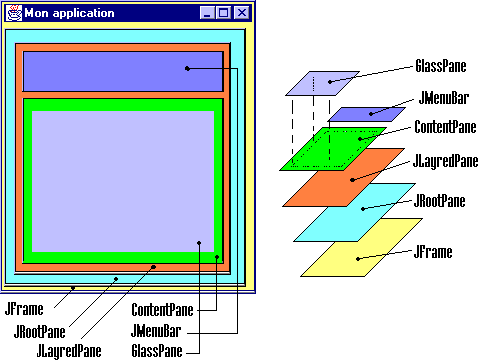 Mon application
GlassPane
JMenuBar
ContentPane
JLayredPane
JRootPane
JFrame
JFrame
ContentPane
JRootPane
JMenuBar
JLayredPane
GlassPane